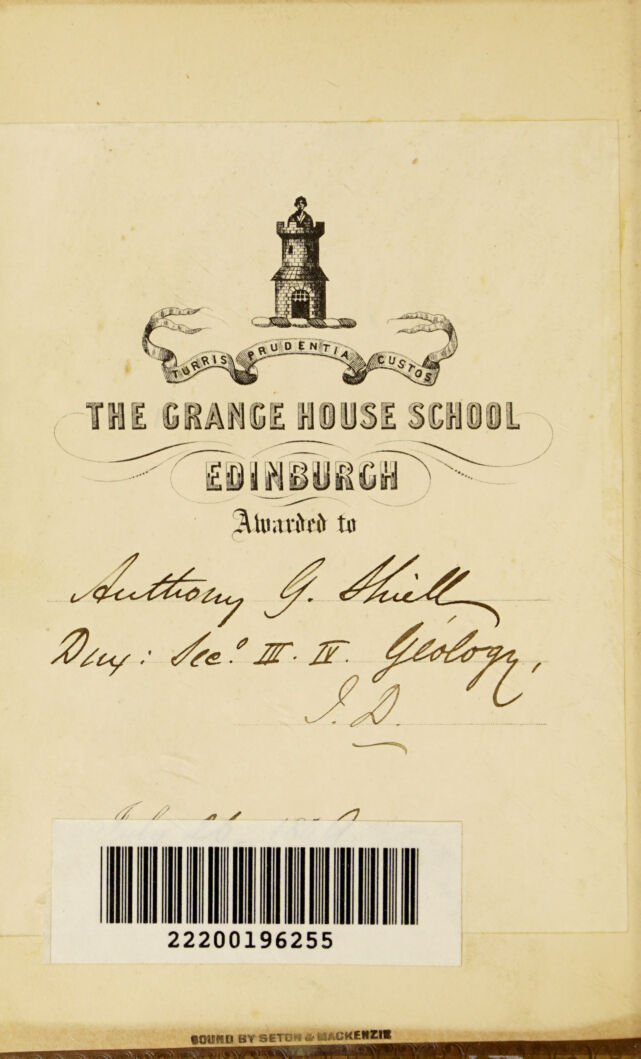 TURRIS PRUDENTIA CUSTOS
THE GRANGE HOUSE SCHOOL
EDINBURGH
Awarded to
Anthony G. Shiell
Dux: Sec.º III. IV. Geology,
J. D.
22200196255
BOUND BY SETON & MACKENZIE